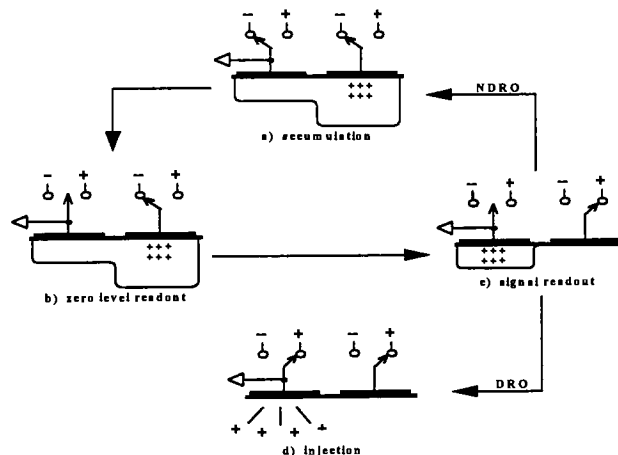 − + − +
+++
+++
NDRO
a) accumulation
− + − +
+++
+++
b) zero level readout
− + − +
+++
+++
c) signal readout
− + − +
DRO
+ + + +
d) injection